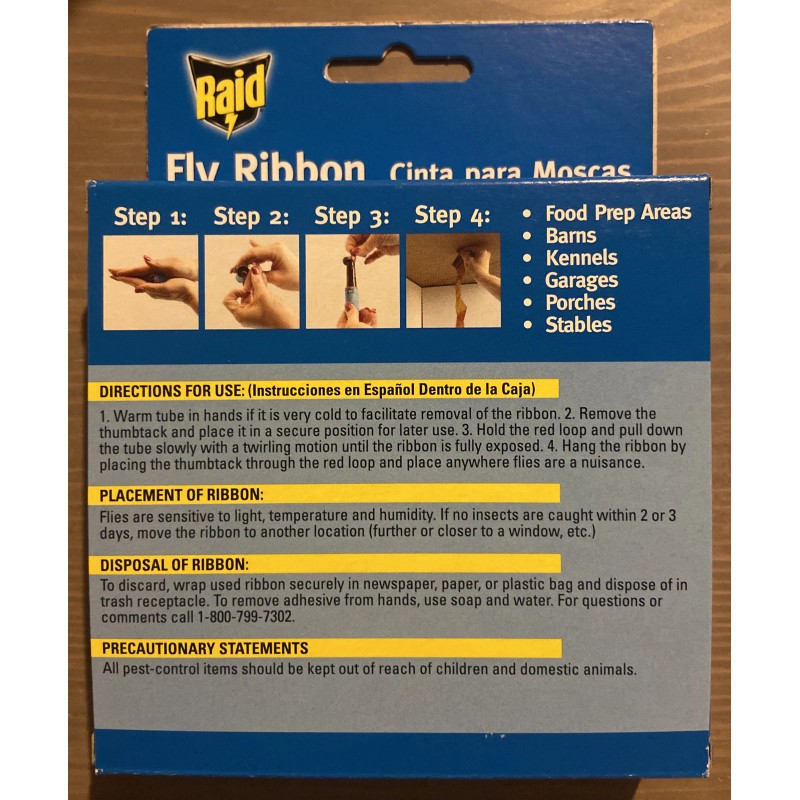 Raid
Fly Ribbon Cinta para Moscas
Step 1: Step 2: Step 3: Step 4:
• Food Prep Areas
• Barns
• Kennels
• Garages
• Porches
• Stables
DIRECTIONS FOR USE: (Instrucciones en Español Dentro de la Caja)
1. Warm tube in hands if it is very cold to facilitate removal of the ribbon. 2. Remove the
thumbtack and place it in a secure position for later use. 3. Hold the red loop and pull down
the tube slowly with a twirling motion until the ribbon is fully exposed. 4. Hang the ribbon by
placing the thumbtack through the red loop and place anywhere flies are a nuisance.
PLACEMENT OF RIBBON:
Flies are sensitive to light, temperature and humidity. If no insects are caught within 2 or 3
days, move the ribbon to another location (further or closer to a window, etc.)
DISPOSAL OF RIBBON:
To discard, wrap used ribbon securely in newspaper, paper, or plastic bag and dispose of in
trash receptacle. To remove adhesive from hands, use soap and water. For questions or
comments call 1-800-799-7302.
PRECAUTIONARY STATEMENTS
All pest-control items should be kept out of reach of children and domestic animals.